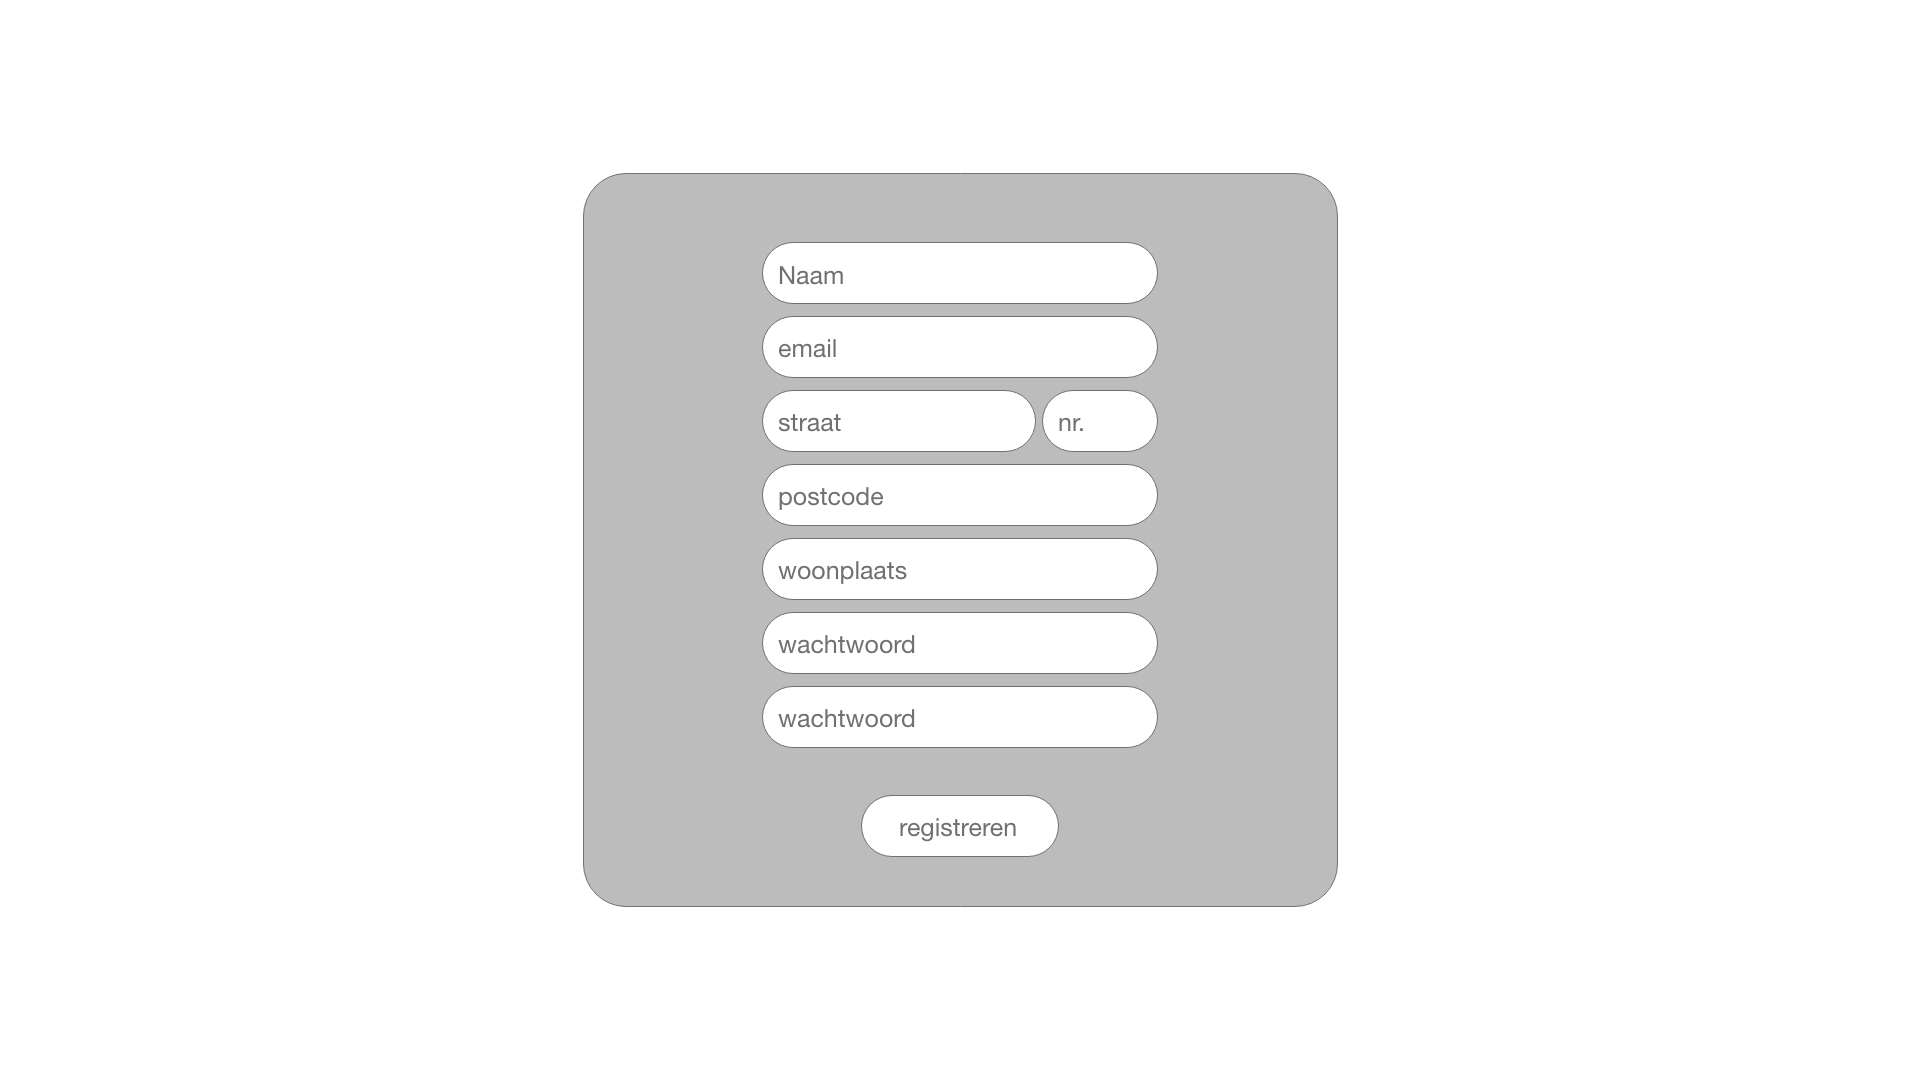 Naam
email
straat nr.
postcode
woonplaats
wachtwoord
wachtwoord
registreren